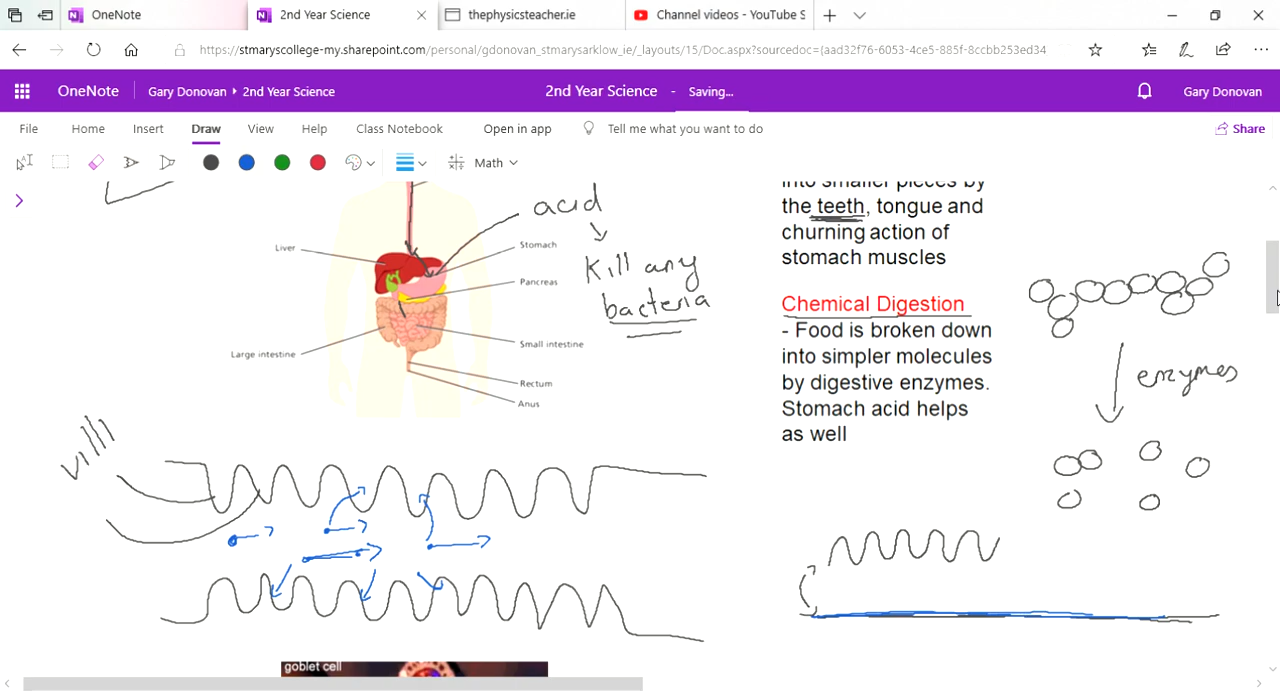 OneNote
2nd Year Science
thephysicsteacher.ie
Channel videos - YouTube S
https://stmaryscollege-my.sharepoint.com/personal/gdonovan_stmarysarklow_ie/_layouts/15/Doc.aspx?sourcedoc={aad32f76-6053-4ce5-885f-8ccbb253ed34
OneNote
Gary Donovan
2nd Year Science
2nd Year Science - Saving...
Gary Donovan
File
Home
Insert
Draw
View
Help
Class Notebook
Open in app
Tell me what you want to do
Share
Math
into smaller pieces by
the teeth, tongue and
churning action of
stomach muscles
Chemical Digestion
- Food is broken down
into simpler molecules
by digestive enzymes.
Stomach acid helps
as well
acid
Kill any
bacteria
Liver
Stomach
Pancreas
Large intestine
Small intestine
Rectum
Anus
enzymes
villi
goblet cell